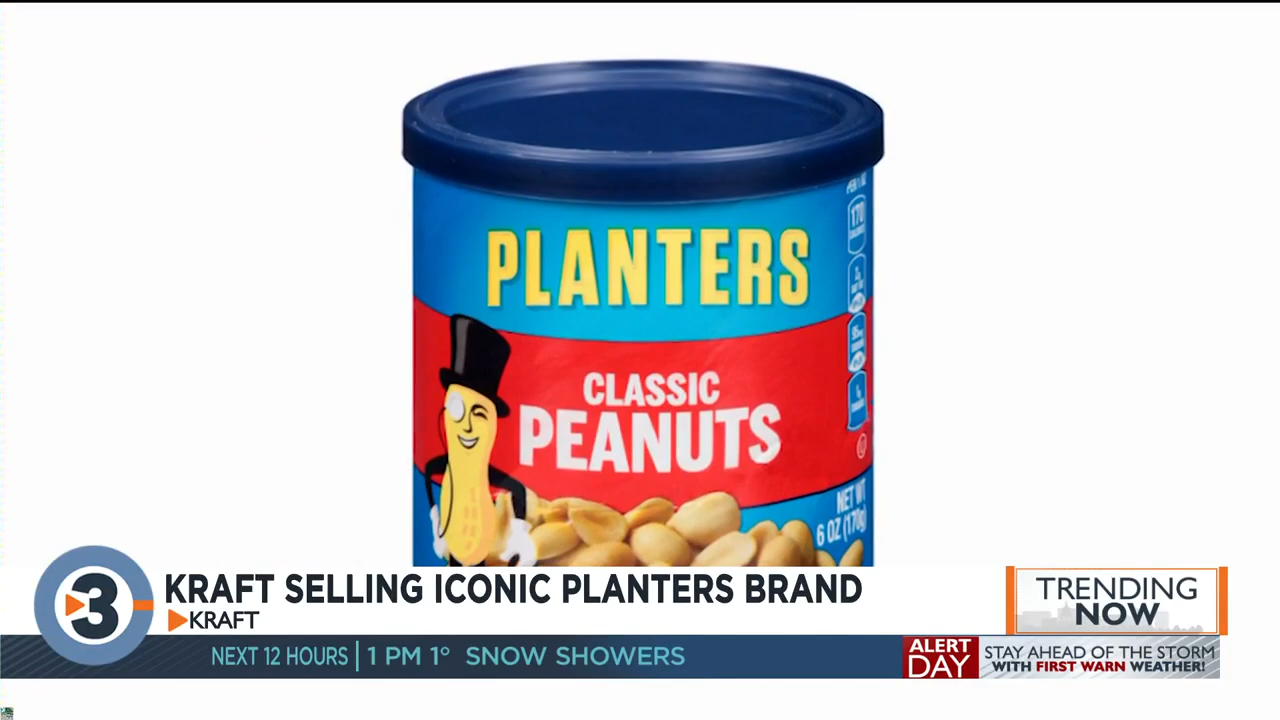 PLANTERS
170
CLASSIC
PEANUTS
NET WT
6 OZ (170g)
3
KRAFT SELLING ICONIC PLANTERS BRAND
KRAFT
TRENDING
NOW
NEXT 12 HOURS 1 PM 1° SNOW SHOWERS
ALERT
DAY
STAY AHEAD OF THE STORM
WITH FIRST WARN WEATHER!